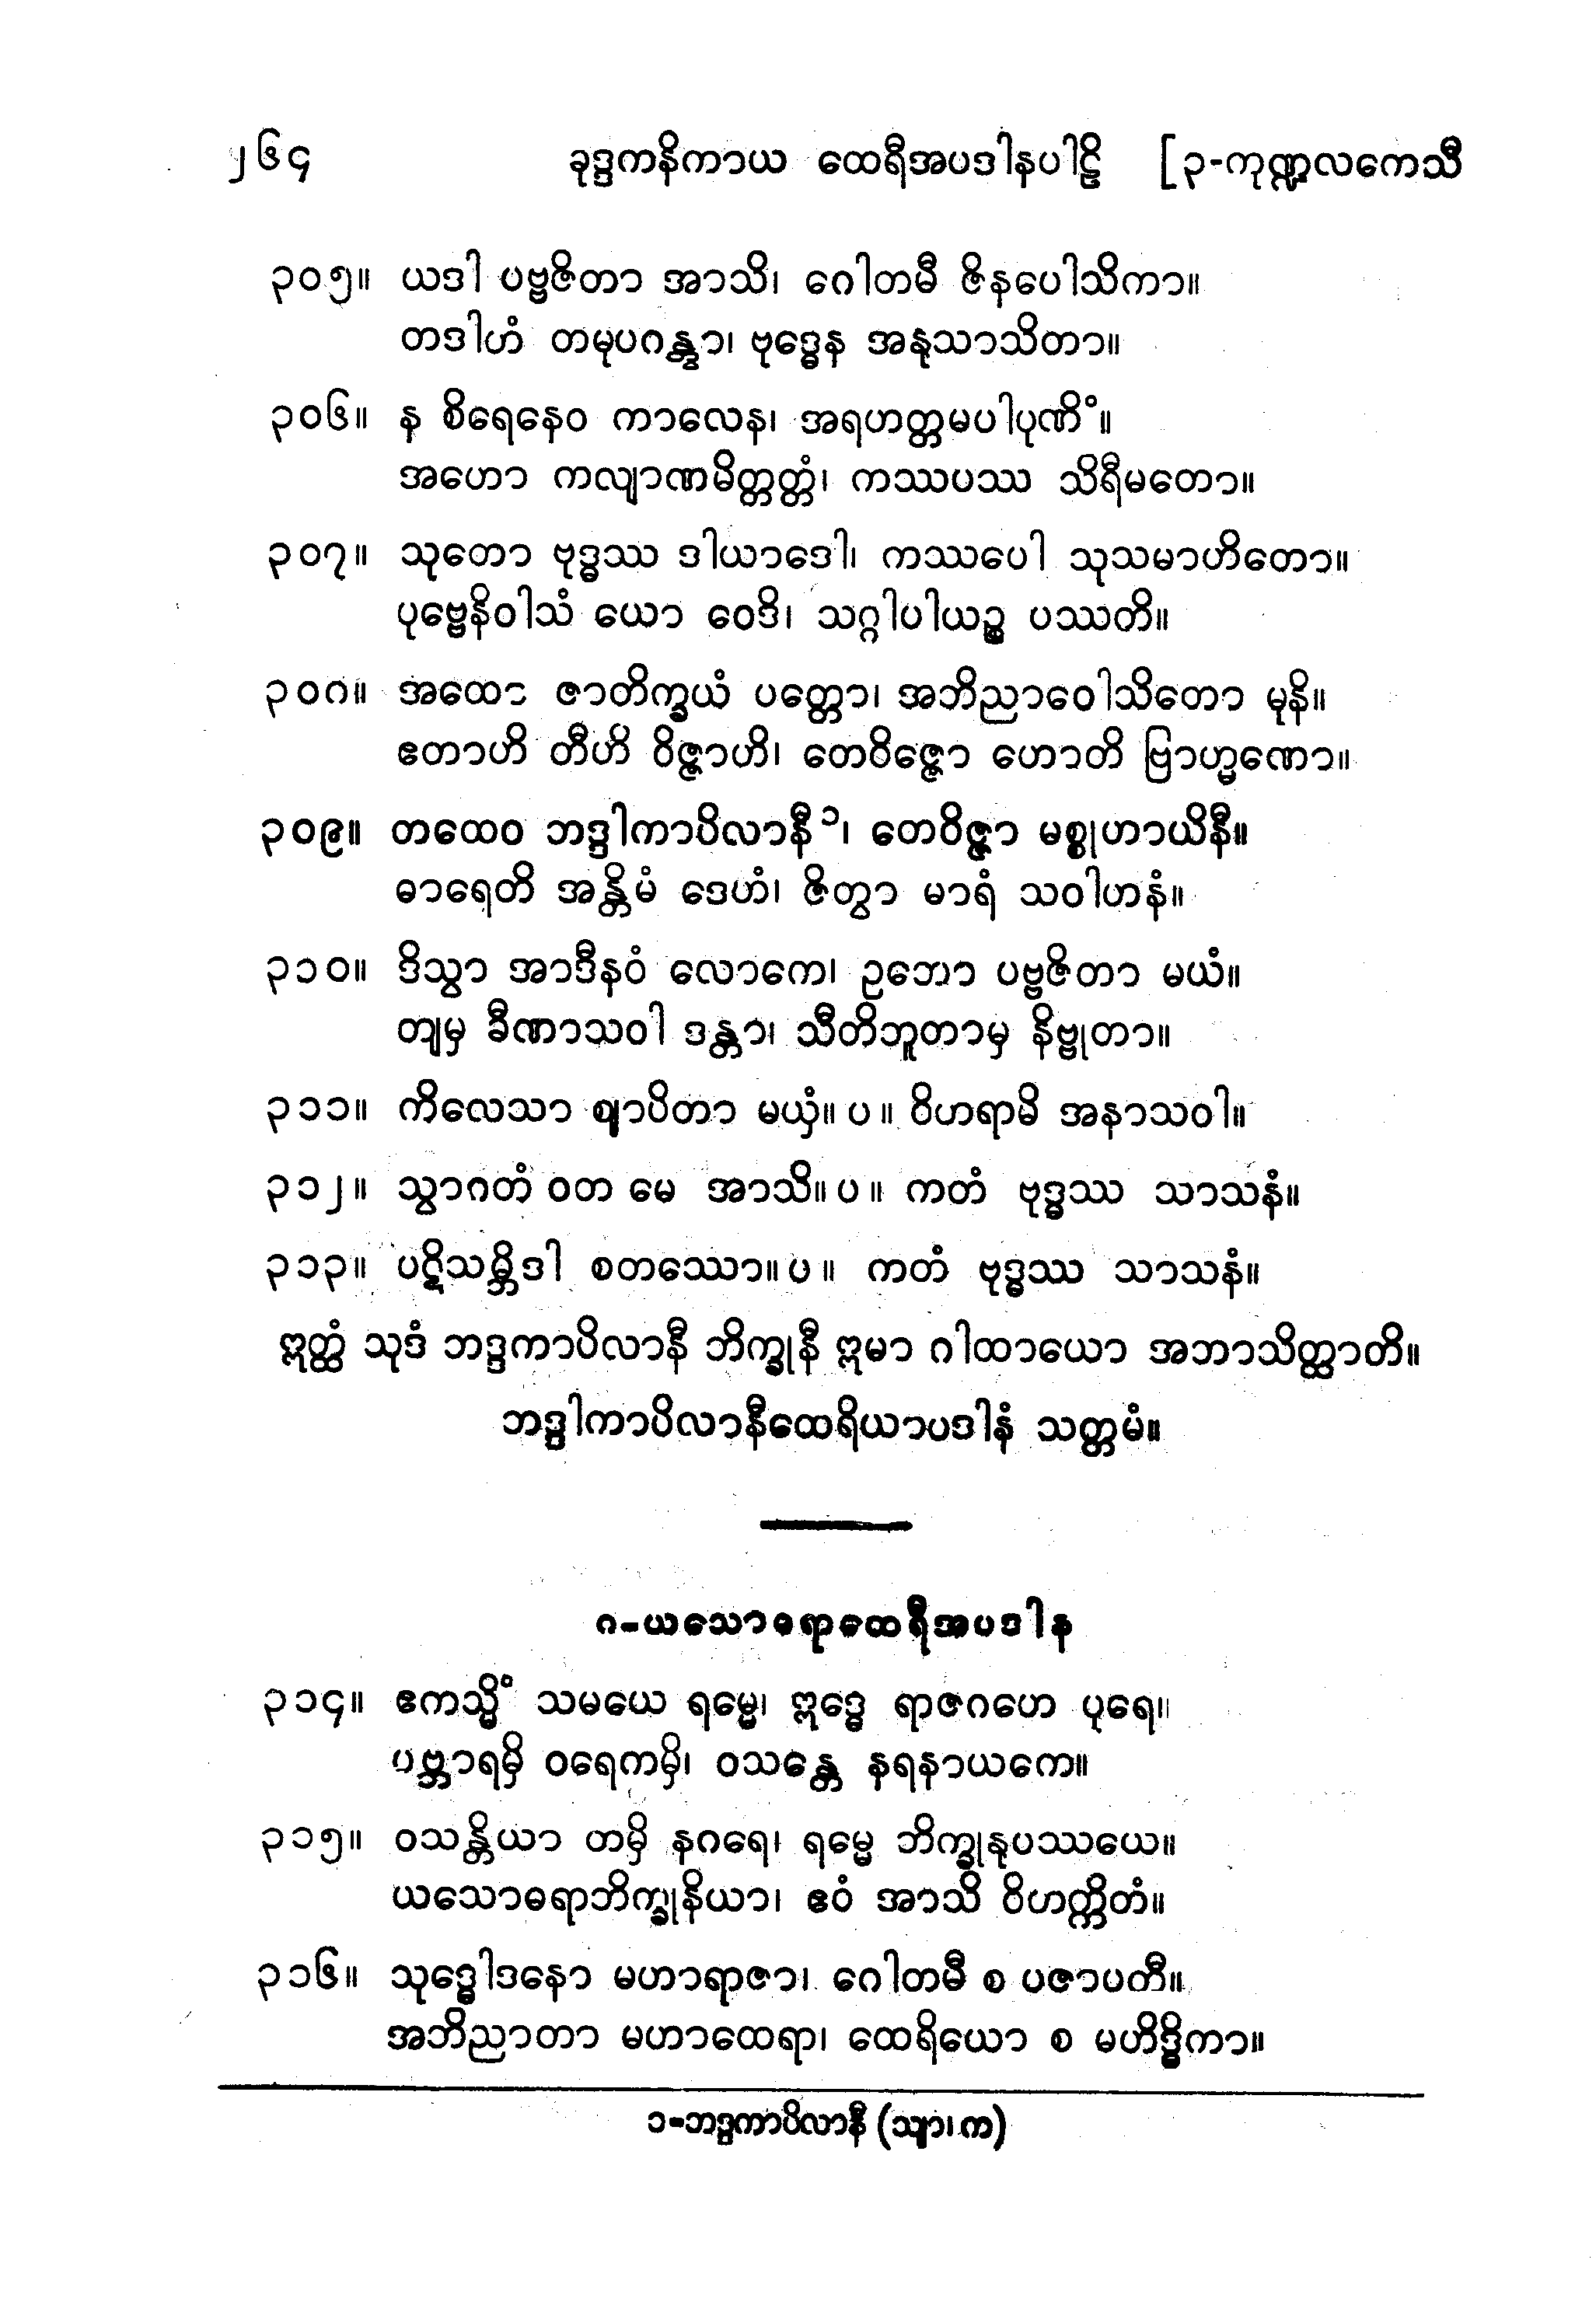 ၂၆၄ ခုဒ္ဒကနိကာယ ထေရီအပဒါနပါဠိ [၃-ကုဏ္ဍလကေသီ
၃၀၅။ ယဒါ ပဗ္ဗဇိတာ အာသိ၊ ဂေါတမီ ဇိနပေါသိကာ။
တဒါဟံ တမုပဂန္တွာ၊ ဗုဒ္ဓေန အနုသာသိတာ။
၃၀၆။ န စိရေနေဝ ကာလေန၊ အရဟတ္တမပါပုဏိံ။
အဟော ကလျာဏမိတ္တတ္တံ၊ ကဿပဿ သိရီမတော။
၃၀၇။ သုတော ဗုဒ္ဓဿ ဒါယာဒေါ၊ ကဿပေါ သုသမာဟိတော။
ပုဗ္ဗေနိဝါသံ ယော ဝေဒိ၊ သဂ္ဂါပါယဉ္စ ပဿတိ။
၃၀၈။ အထော ဇာတိက္ခယံ ပတ္တော၊ အဘိညာဝေါသိတော မုနိ။
ဧတာဟိ တီဟိ ဝိဇ္ဇာဟိ၊ တေဝိဇ္ဇော ဟောတိ ဗြာဟ္မဏော။
၃၀၉။ တထေဝ ဘဒ္ဒါကာပိလာနီ ၁၊ တေဝိဇ္ဇာ မစ္စုဟာယိနီ။
ဓာရေတိ အန္တိမံ ဒေဟံ၊ ဇိတွာ မာရံ သဝါဟနံ။
၃၁၀။ ဒိသွာ အာဒီနဝံ လောကေ၊ ဥဘော ပဗ္ဗဇိတာ မယံ။
တျမှ ခီဏာသဝါ ဒန္တာ၊ သီတိဘူတာမှ နိဗ္ဗုတာ။
၃၁၁။ ကိလေသာ ဈာပိတာ မယှံ။ ပ ။ ဝိဟရာမိ အနာသဝါ။
၃၁၂။ သွာဂတံ ဝတ မေ အာသိ။ ပ ။ ကတံ ဗုဒ္ဓဿ သာသနံ။
၃၁၃။ ပဋိသမ္ဘိဒါ စတဿော။ ပ ။ ကတံ ဗုဒ္ဓဿ သာသနံ။
ဣတ္ထံ သုဒံ ဘဒ္ဒကာပိလာနီ ဘိက္ခုနီ ဣမာ ဂါထာယော အဘာသိတ္ထာတိ။
ဘဒ္ဒါကာပိလာနီထေရိယာပဒါနံ သတ္တမံ။
၈-ယသောဓရာထေရီအပဒါန
၃၁၄။ ဧကသ္မိံ သမယေ ရမ္မေ၊ ဣဒ္ဓေ ရာဇဂဟေ ပုရေ။
ပဗ္ဘာရမှိ ဝရေကမှိ၊ ဝသန္တေ နရနာယကေ။
၃၁၅။ ဝသန္တိယာ တမှိ နဂရေ၊ ရမ္မေ ဘိက္ခုနုပဿယေ။
ယသောဓရာဘိက္ခုနိယာ၊ ဧဝံ အာသိ ဝိတက္ကိတံ။
၃၁၆။ သုဒ္ဓေါဒနော မဟာရာဇာ၊ ဂေါတမီ စ ပဇာပတီ။
အဘိညာတာ မဟာထေရာ၊ ထေရိယော စ မဟိဒ္ဓိကာ။
၁-ဘဒ္ဒကာပိလာနီ (သျာ၊ က)